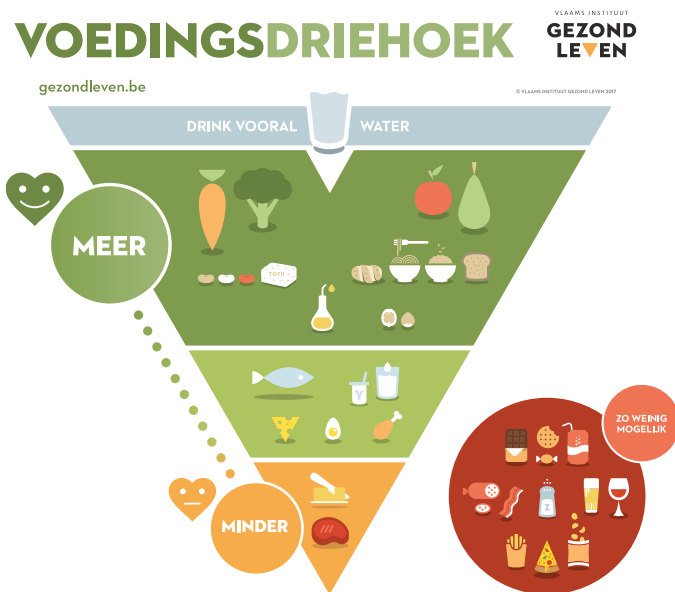 VOEDINGSDRIEHOEK
VLAAMS INSTITUUT
GEZOND
LEVEN
gezondleven.be
© VLAAMS INSTITUUT GEZOND LEVEN 2017
DRINK VOORAL WATER
MEER
TOFU
Y
ZO WEINIG
MOGELIJK
Z
MINDER